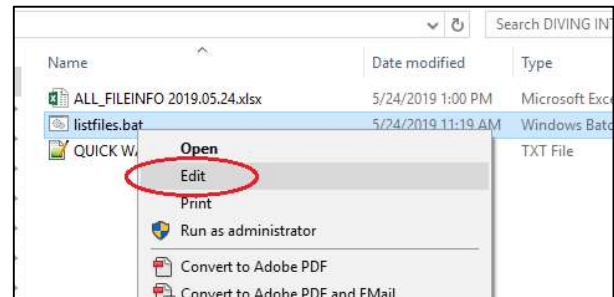 Search DIVING IN
Name Date modified Type
ALL_FILEINFO 2019.05.24.xlsx 5/24/2019 1:00 PM Microsoft Exc
listfiles.bat 5/24/2019 11:19 AM Windows Batc
QUICK WA TXT File
Open
Edit
Print
Run as administrator
Convert to Adobe PDF
Convert to Adobe PDF and EMail